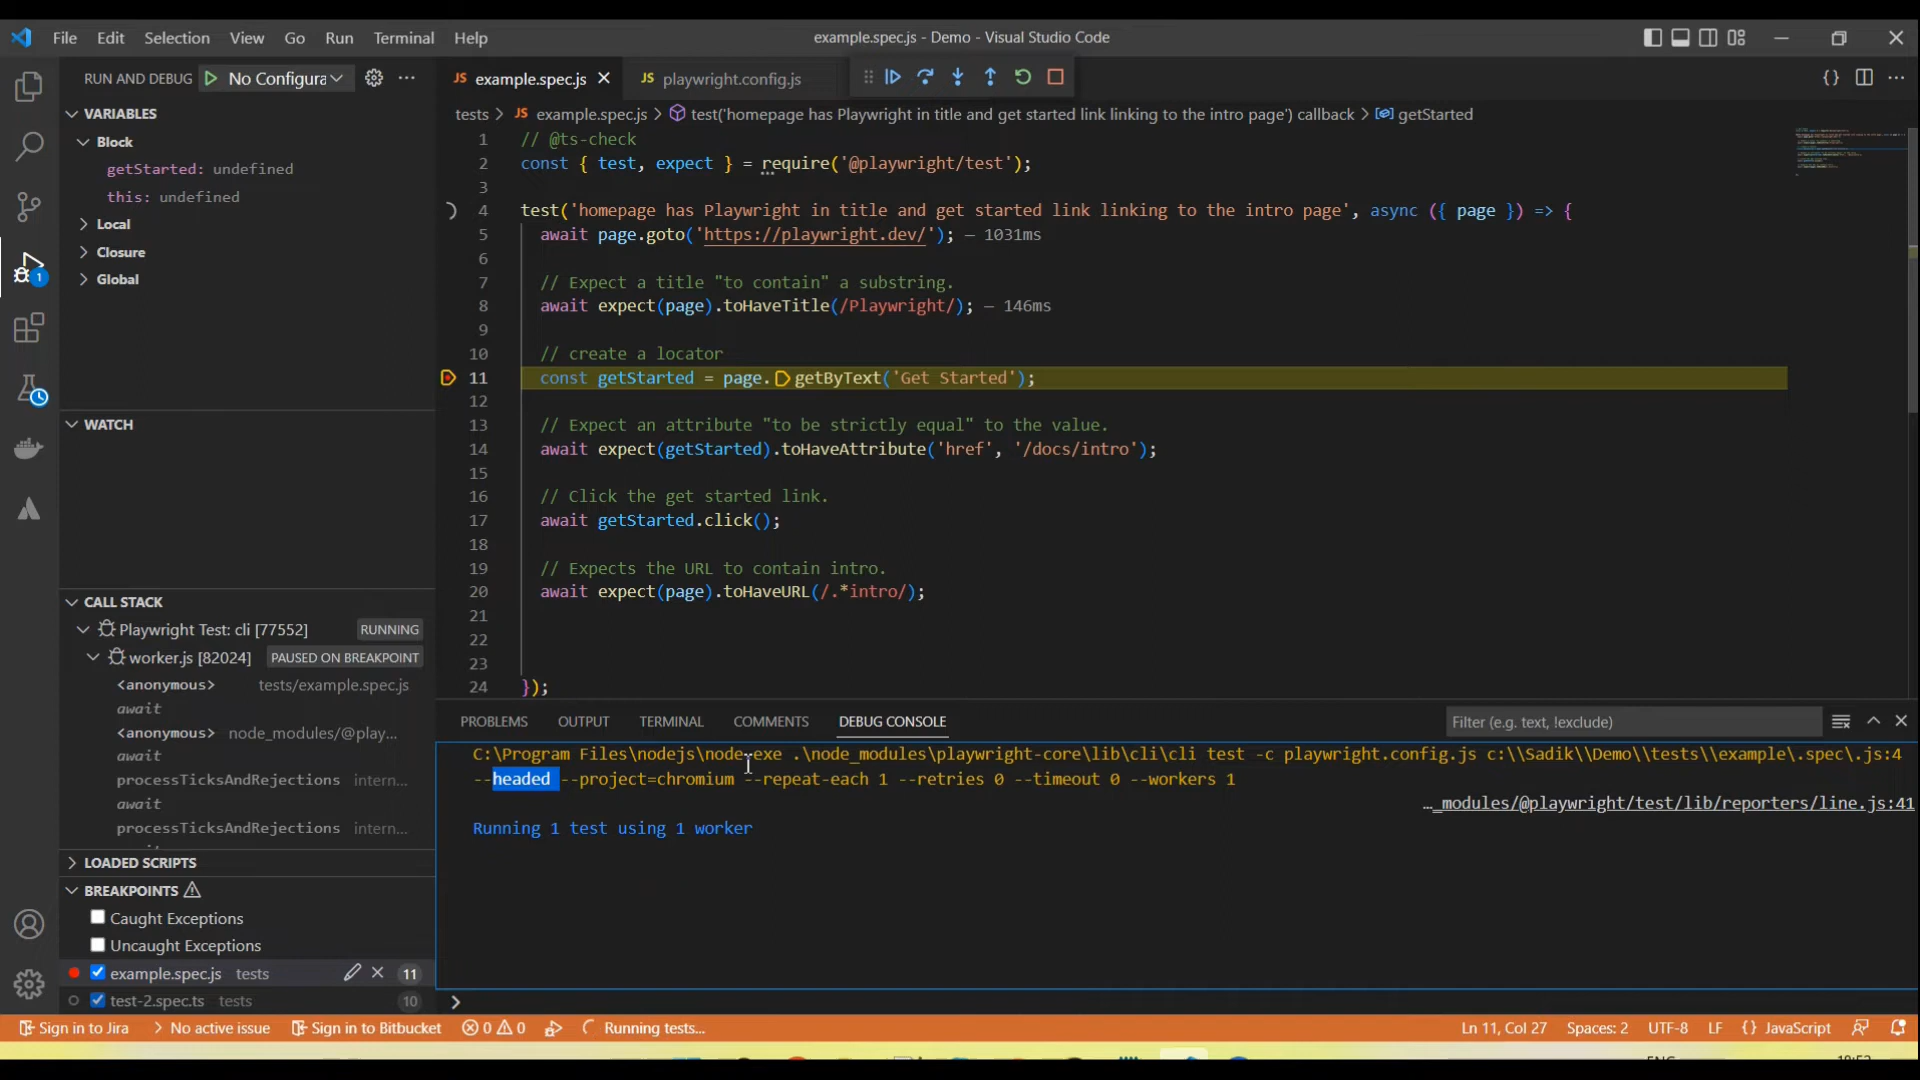 File Edit Selection View Go Run Terminal Help
example.spec.js - Demo - Visual Studio Code
RUN AND DEBUG No Configura
JS example.spec.js
JS playwright.config.js
tests > JS example.spec.js > test('homepage has Playwright in title and get started link linking to the intro page') callback > getStarted
VARIABLES
Block
getStarted: undefined
this: undefined
Local
Closure
Global
WATCH
CALL STACK
Playwright Test: cli [77552] RUNNING
worker.js [82024] PAUSED ON BREAKPOINT
<anonymous> tests/example.spec.js
await
<anonymous> node_modules/@play...
await
processTicksAndRejections intern...
await
processTicksAndRejections intern...
LOADED SCRIPTS
BREAKPOINTS
Caught Exceptions
Uncaught Exceptions
example.spec.js tests 11
test-2.spec.ts tests 10
1 // @ts-check
2 const { test, expect } = require('@playwright/test');
3
4 test('homepage has Playwright in title and get started link linking to the intro page', async ({ page }) => {
5 await page.goto('https://playwright.dev/'); — 1031ms
6
7 // Expect a title "to contain" a substring.
8 await expect(page).toHaveTitle(/Playwright/); — 146ms
9
10 // create a locator
11 const getStarted = page.getByText('Get Started');
12
13 // Expect an attribute "to be strictly equal" to the value.
14 await expect(getStarted).toHaveAttribute('href', '/docs/intro');
15
16 // Click the get started link.
17 await getStarted.click();
18
19 // Expects the URL to contain intro.
20 await expect(page).toHaveURL(/.*intro/);
21
22
23
24 });
PROBLEMS OUTPUT TERMINAL COMMENTS DEBUG CONSOLE
Filter (e.g. text, !exclude)
C:\Program Files\nodejs\node.exe .\node_modules\playwright-core\lib\cli\cli test -c playwright.config.js c:\\Sadik\\Demo\\tests\\example\.spec\.js:4
--headed --project=chromium --repeat-each 1 --retries 0 --timeout 0 --workers 1
…_modules/@playwright/test/lib/reporters/line.js:41
Running 1 test using 1 worker
Sign in to Jira No active issue Sign in to Bitbucket 0 0 Running tests...
Ln 11, Col 27 Spaces: 2 UTF-8 LF {} JavaScript